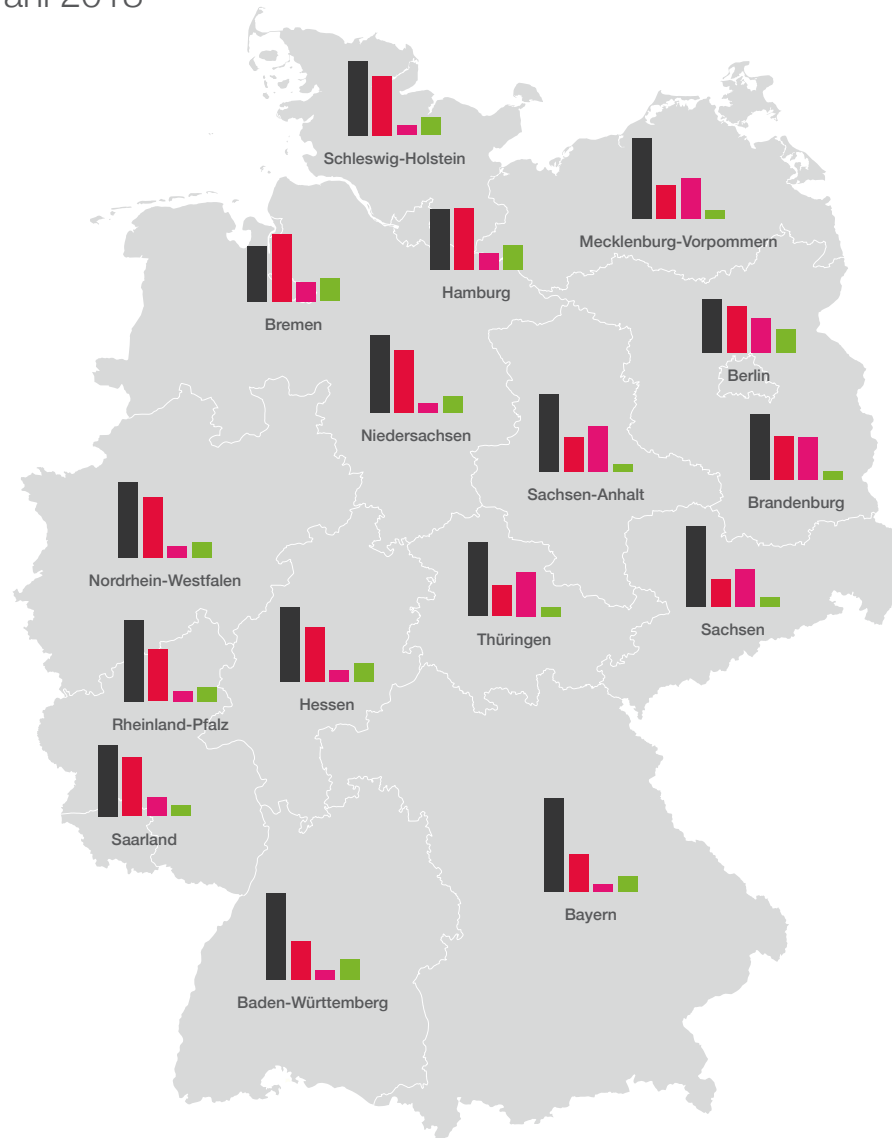 Schleswig-Holstein
Mecklenburg-Vorpommern
Hamburg
Bremen
Berlin
Niedersachsen
Sachsen-Anhalt
Brandenburg
Nordrhein-Westfalen
Thüringen
Sachsen
Hessen
Rheinland-Pfalz
Saarland
Bayern
Baden-Württemberg